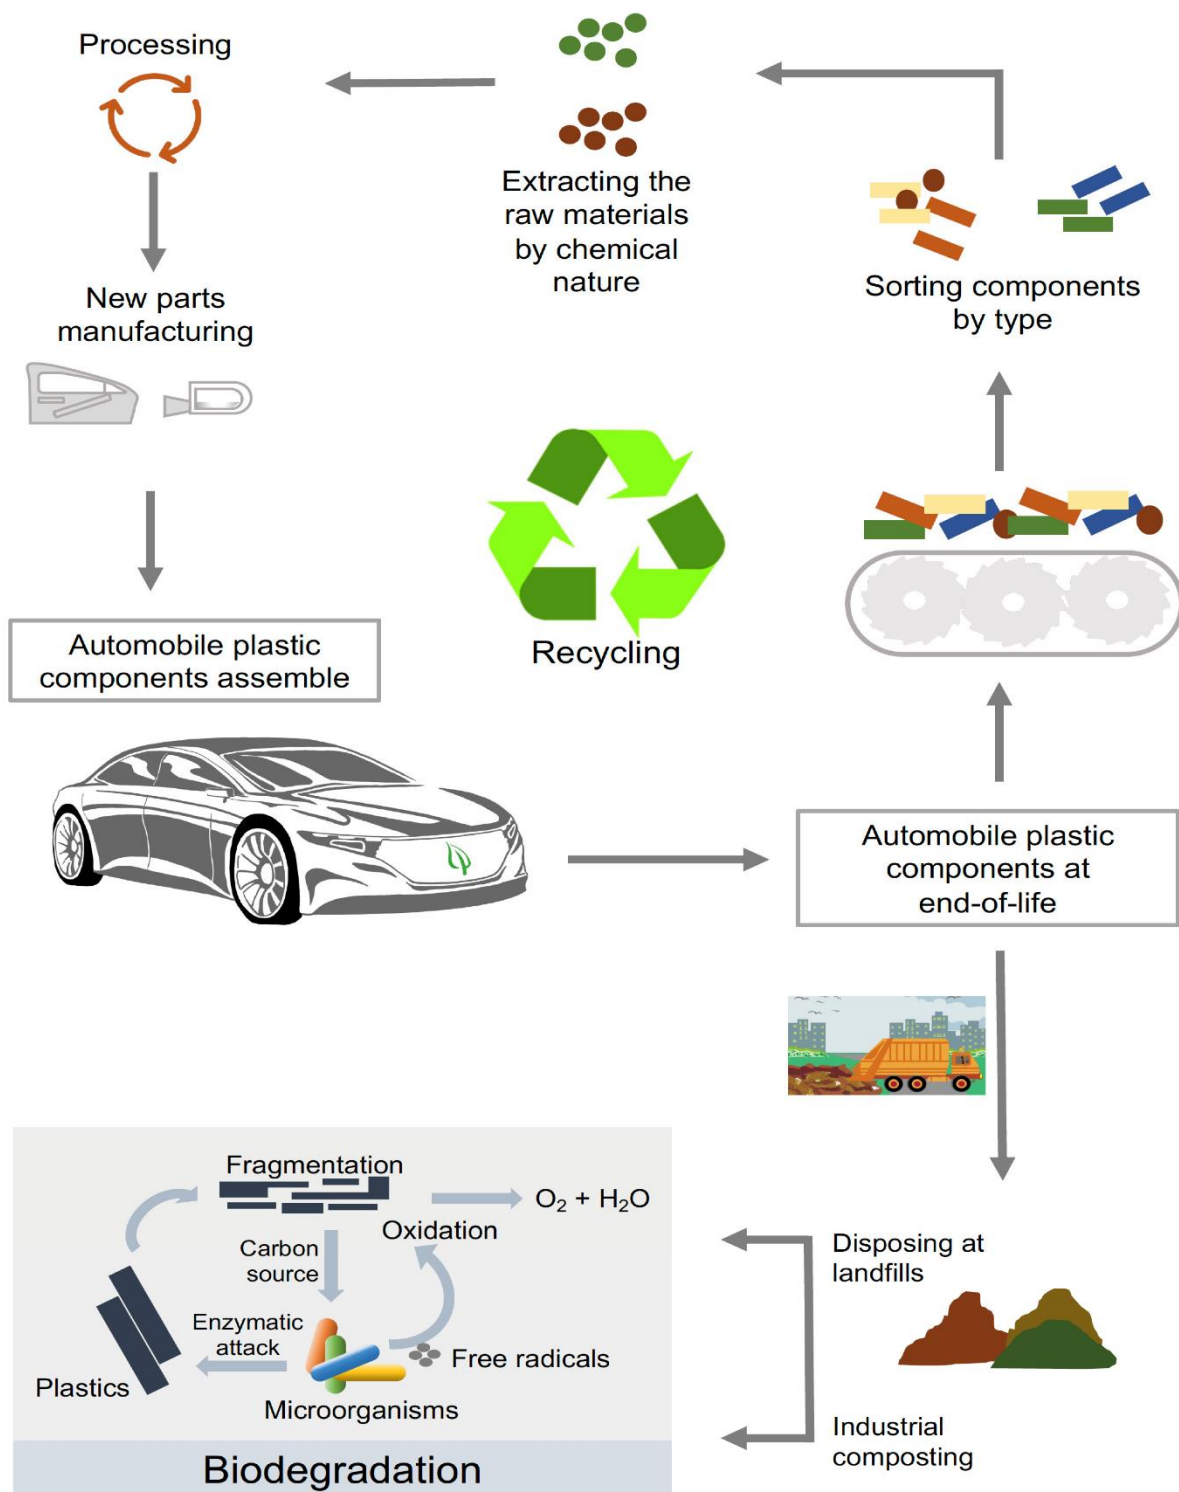 Processing
Extracting the
raw materials
by chemical
nature
Sorting components
by type
New parts
manufacturing
Recycling
Automobile plastic
components assemble
Automobile plastic
components at
end-of-life
Fragmentation
O₂ + H₂O
Oxidation
Carbon
source
Enzymatic
attack
Free radicals
Plastics
Microorganisms
Biodegradation
Disposing at
landfills
Industrial
composting